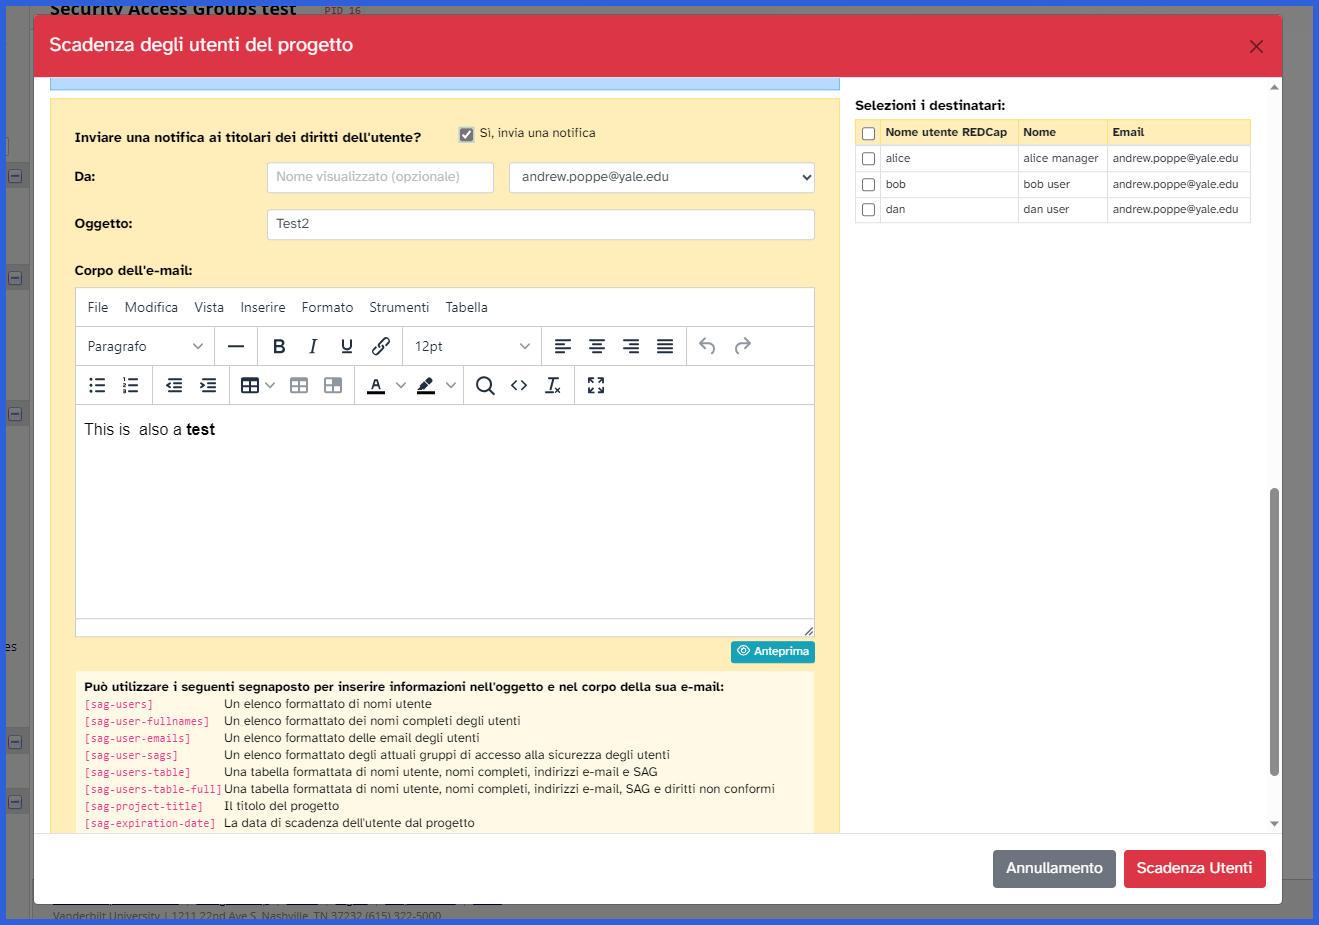 Security Access Groups test PID 16
Scadenza degli utenti del progetto
Inviare una notifica ai titolari dei diritti dell'utente? Sì, invia una notifica
Da: Nome visualizzato (opzionale) andrew.poppe@yale.edu
Oggetto: Test2
Corpo dell'e-mail:
File Modifica Vista Inserire Formato Strumenti Tabella
Paragrafo 12pt
This is also a test
Anteprima
Può utilizzare i seguenti segnaposto per inserire informazioni nell'oggetto e nel corpo della sua e-mail:
[sag-users] Un elenco formattato di nomi utente
[sag-user-fullnames] Un elenco formattato dei nomi completi degli utenti
[sag-user-emails] Un elenco formattato delle email degli utenti
[sag-user-sags] Un elenco formattato degli attuali gruppi di accesso alla sicurezza degli utenti
[sag-users-table] Una tabella formattata di nomi utente, nomi completi, indirizzi e-mail e SAG
[sag-users-table-full] Una tabella formattata di nomi utente, nomi completi, indirizzi e-mail, SAG e diritti non conformi
[sag-project-title] Il titolo del progetto
[sag-expiration-date] La data di scadenza dell'utente dal progetto
Selezioni i destinatari:
Nome utente REDCap Nome Email
alice alice manager andrew.poppe@yale.edu
bob bob user andrew.poppe@yale.edu
dan dan user andrew.poppe@yale.edu
Annullamento Scadenza Utenti
es
Vanderbilt University | 1211 22nd Ave S, Nashville, TN 37232 (615) 322-5000